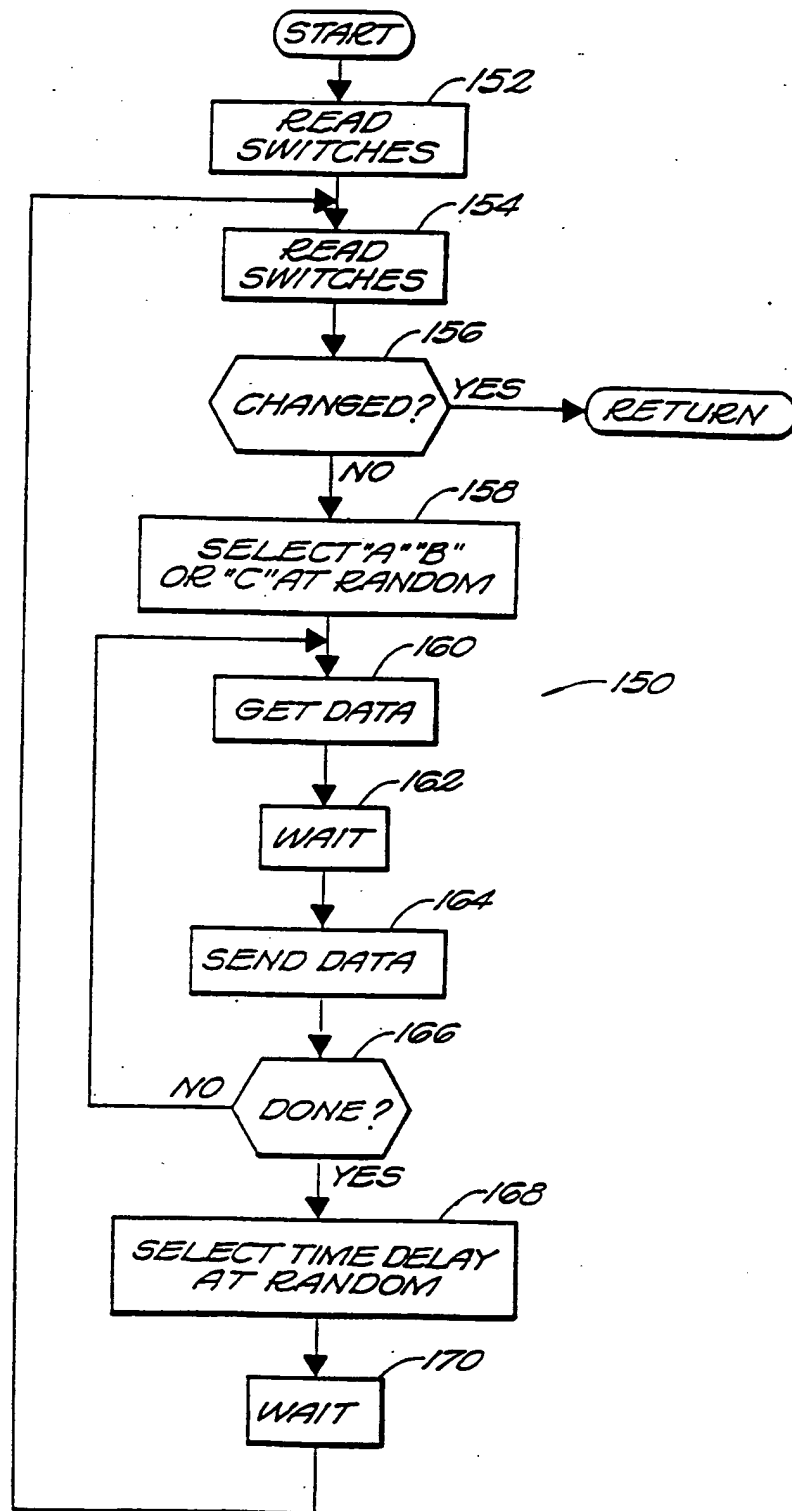 START
152
READ
SWITCHES
154
READ
SWITCHES
156
CHANGED?
YES
RETURN
NO
158
SELECT "A" "B"
OR "C" AT RANDOM
160
GET DATA
150
162
WAIT
164
SEND DATA
166
NO
DONE?
YES
168
SELECT TIME DELAY
AT RANDOM
170
WAIT